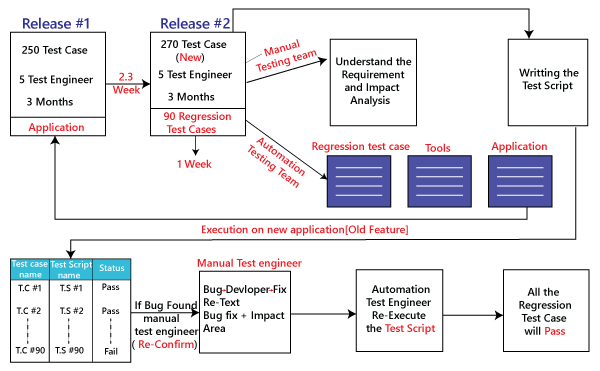 Release #1
250 Test Case
5 Test Engineer
3 Months
Application
2.3
Week
Release #2
270 Test Case
(New)
5 Test Engineer
3 Months
90 Regression
Test Cases
1 Week
Manual
Testing team
Automation
Testing Team
Understand the
Requirement
and Impact
Analysis
Writting the
Test Script
Regression test case
Tools
Application
Execution on new application[Old Feature]
Test case
name
Test Script
name
Status
T.C #1
T.S #1
Pass
T.C #2
T.S #2
Pass
T.C #90
T.S #90
Fail
If Bug Found
manual
test engineer
( Re-Confirm)
Manual Test engineer
Bug-Devloper-Fix
Re-Text
Bug fix + Impact
Area
Automation
Test Engineer
Re-Execute
the Test Script
All the
Regression
Test Case
will Pass